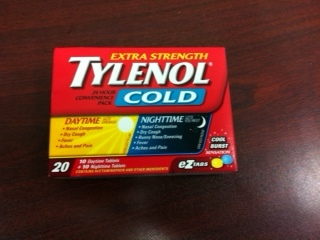 EXTRA STRENGTH
TYLENOL®
24 HOUR
CONVENIENCE
PACK
COLD
DAYTIME
NIGHTTIME
• Nasal Congestion
• Dry Cough
• Fever
• Aches and Pain
• Nasal Congestion
• Dry Cough
• Runny Nose/Sneezing
• Fever
• Aches and Pain
COOL
BURST
SENSATION
20
10 Daytime Tablets
+ 10 Nighttime Tablets
eZ TABS